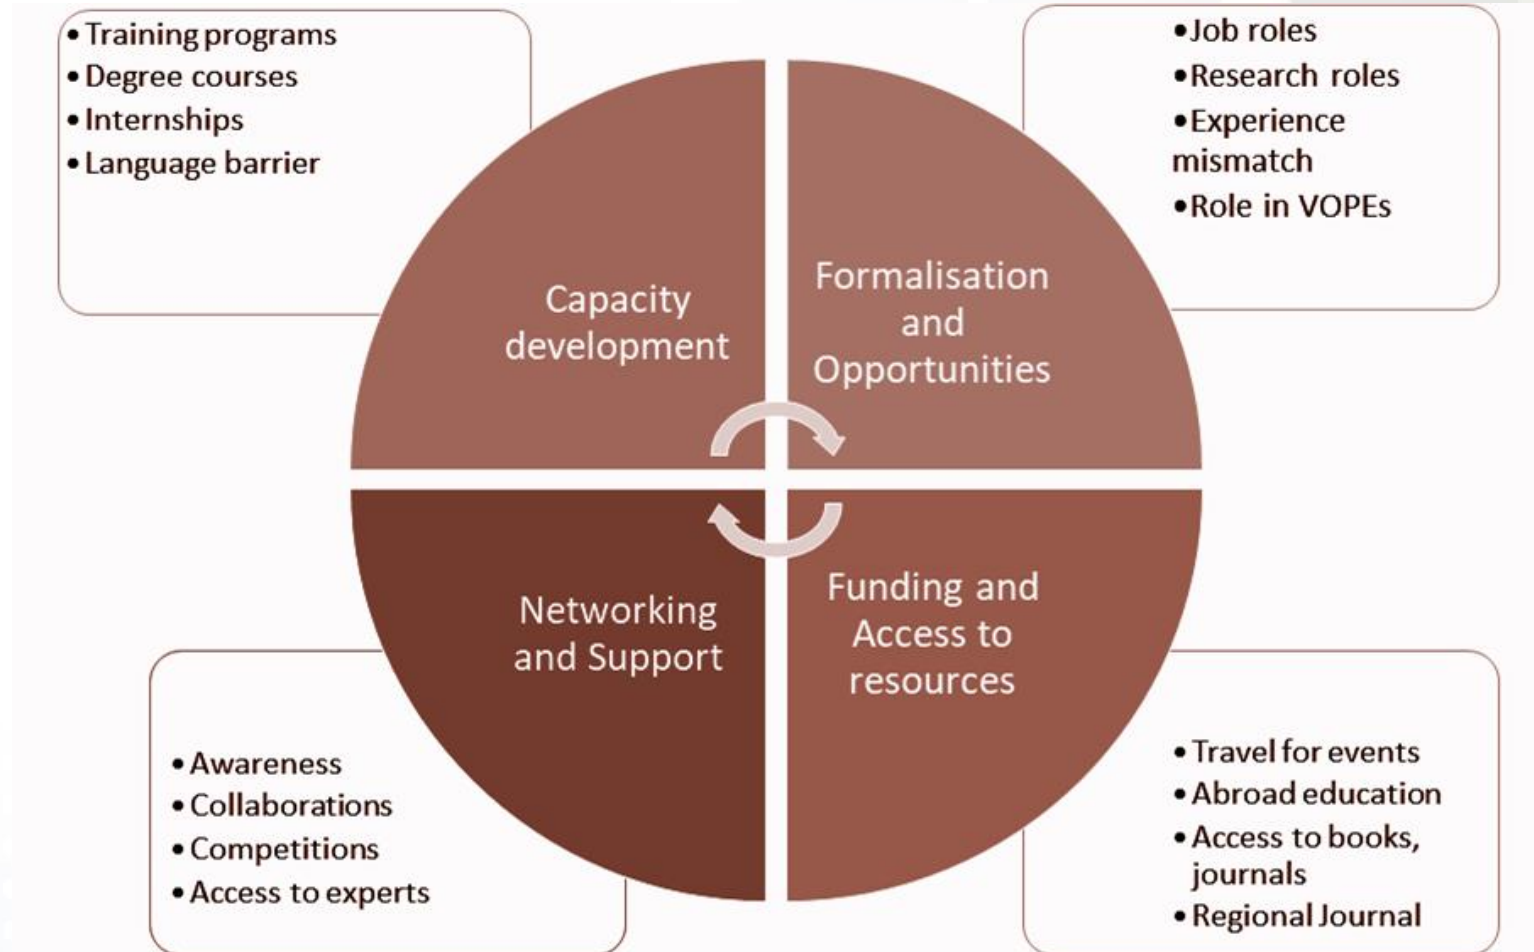 • Training programs
• Degree courses
• Internships
• Language barrier
• Job roles
• Research roles
• Experience
mismatch
• Role in VOPEs
Capacity
development
Formalisation
and
Opportunities
Networking
and Support
Funding and
Access to
resources
• Awareness
• Collaborations
• Competitions
• Access to experts
• Travel for events
• Abroad education
• Access to books,
journals
• Regional Journal